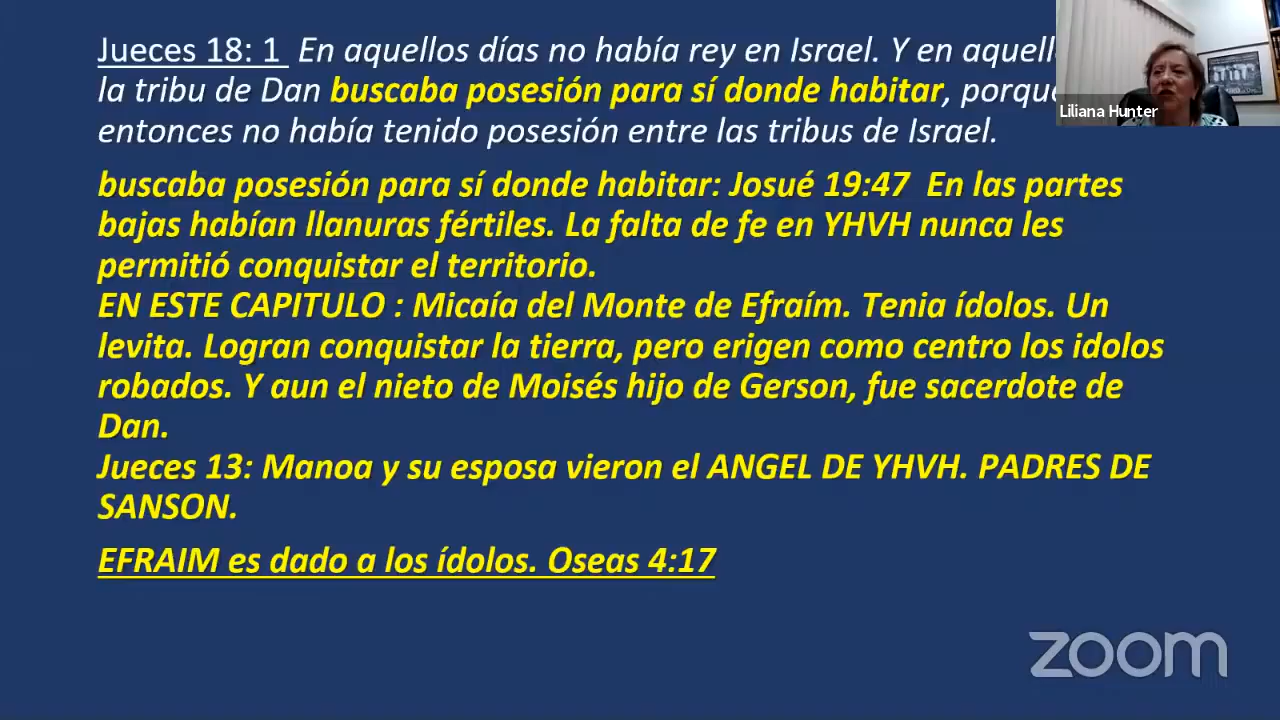 Jueces 18: 1 En aquellos días no había rey en Israel. Y en aquell
la tribu de Dan buscaba posesión para sí donde habitar, porqu
entonces no había tenido posesión entre las tribus de Israel.
buscaba posesión para sí donde habitar: Josué 19:47 En las partes
bajas habían llanuras fértiles. La falta de fe en YHVH nunca les
permitió conquistar el territorio.
EN ESTE CAPITULO : Micaía del Monte de Efraím. Tenia ídolos. Un
levita. Logran conquistar la tierra, pero erigen como centro los idolos
robados. Y aun el nieto de Moisés hijo de Gerson, fue sacerdote de
Dan.
Jueces 13: Manoa y su esposa vieron el ANGEL DE YHVH. PADRES DE
SANSON.
EFRAIM es dado a los ídolos. Oseas 4:17
Liliana Hunter
zoom